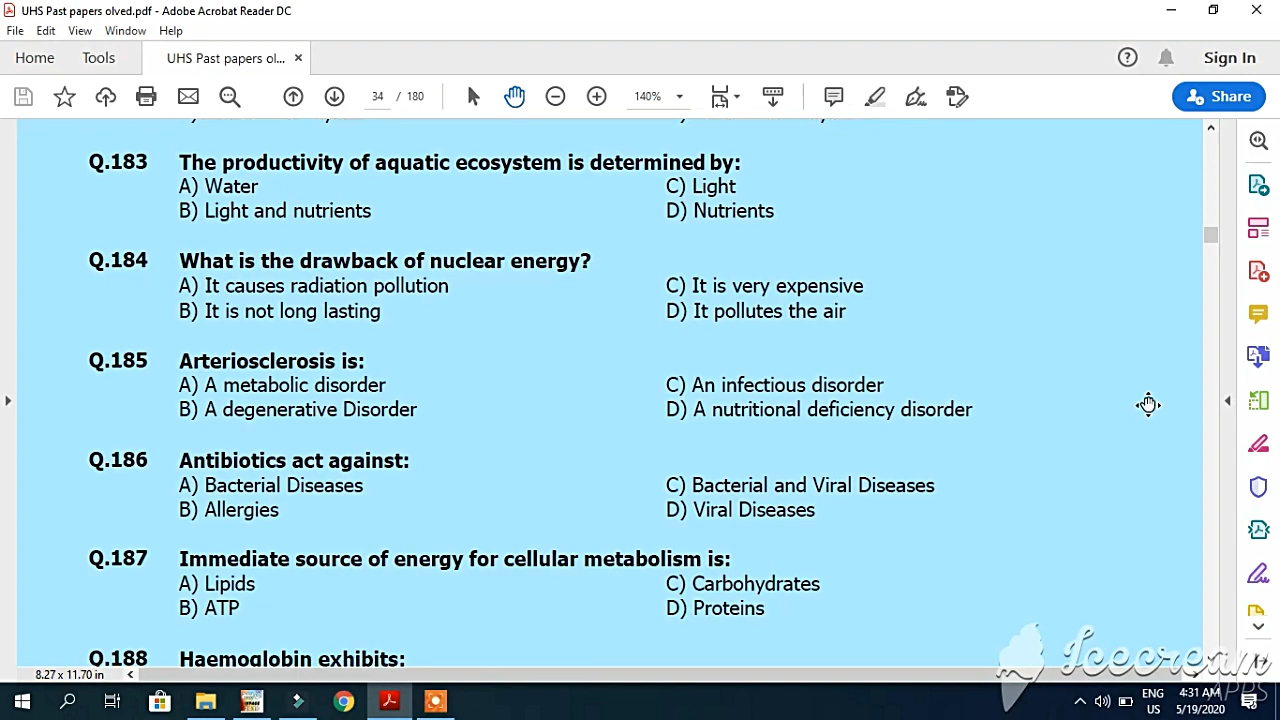 UHS Past papers olved.pdf - Adobe Acrobat Reader DC
File Edit View Window Help
Home Tools UHS Past papers ol... × Sign In
34 / 180 140% Share
Q.183 The productivity of aquatic ecosystem is determined by:
A) Water C) Light
B) Light and nutrients D) Nutrients
Q.184 What is the drawback of nuclear energy?
A) It causes radiation pollution C) It is very expensive
B) It is not long lasting D) It pollutes the air
Q.185 Arteriosclerosis is:
A) A metabolic disorder C) An infectious disorder
B) A degenerative Disorder D) A nutritional deficiency disorder
Q.186 Antibiotics act against:
A) Bacterial Diseases C) Bacterial and Viral Diseases
B) Allergies D) Viral Diseases
Q.187 Immediate source of energy for cellular metabolism is:
A) Lipids C) Carbohydrates
B) ATP D) Proteins
Q.188 Haemoglobin exhibits:
8.27 x 11.70 in
Icecream
APPS
ENG 4:31 AM
US 5/19/2020